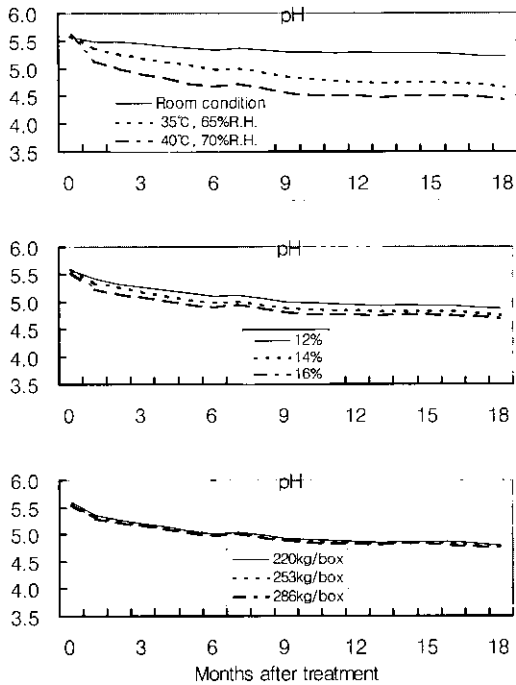 pH
6.0
5.5
5.0
4.5
4.0
3.5
Room condition
35℃, 65%R.H.
40℃, 70%R.H.
0 3 6 9 12 15 18
pH
6.0
5.5
5.0
4.5
4.0
3.5
12%
14%
16%
0 3 6 9 12 15 18
pH
6.0
5.5
5.0
4.5
4.0
3.5
220kg/box
253kg/box
286kg/box
0 3 6 9 12 15 18
Months after treatment